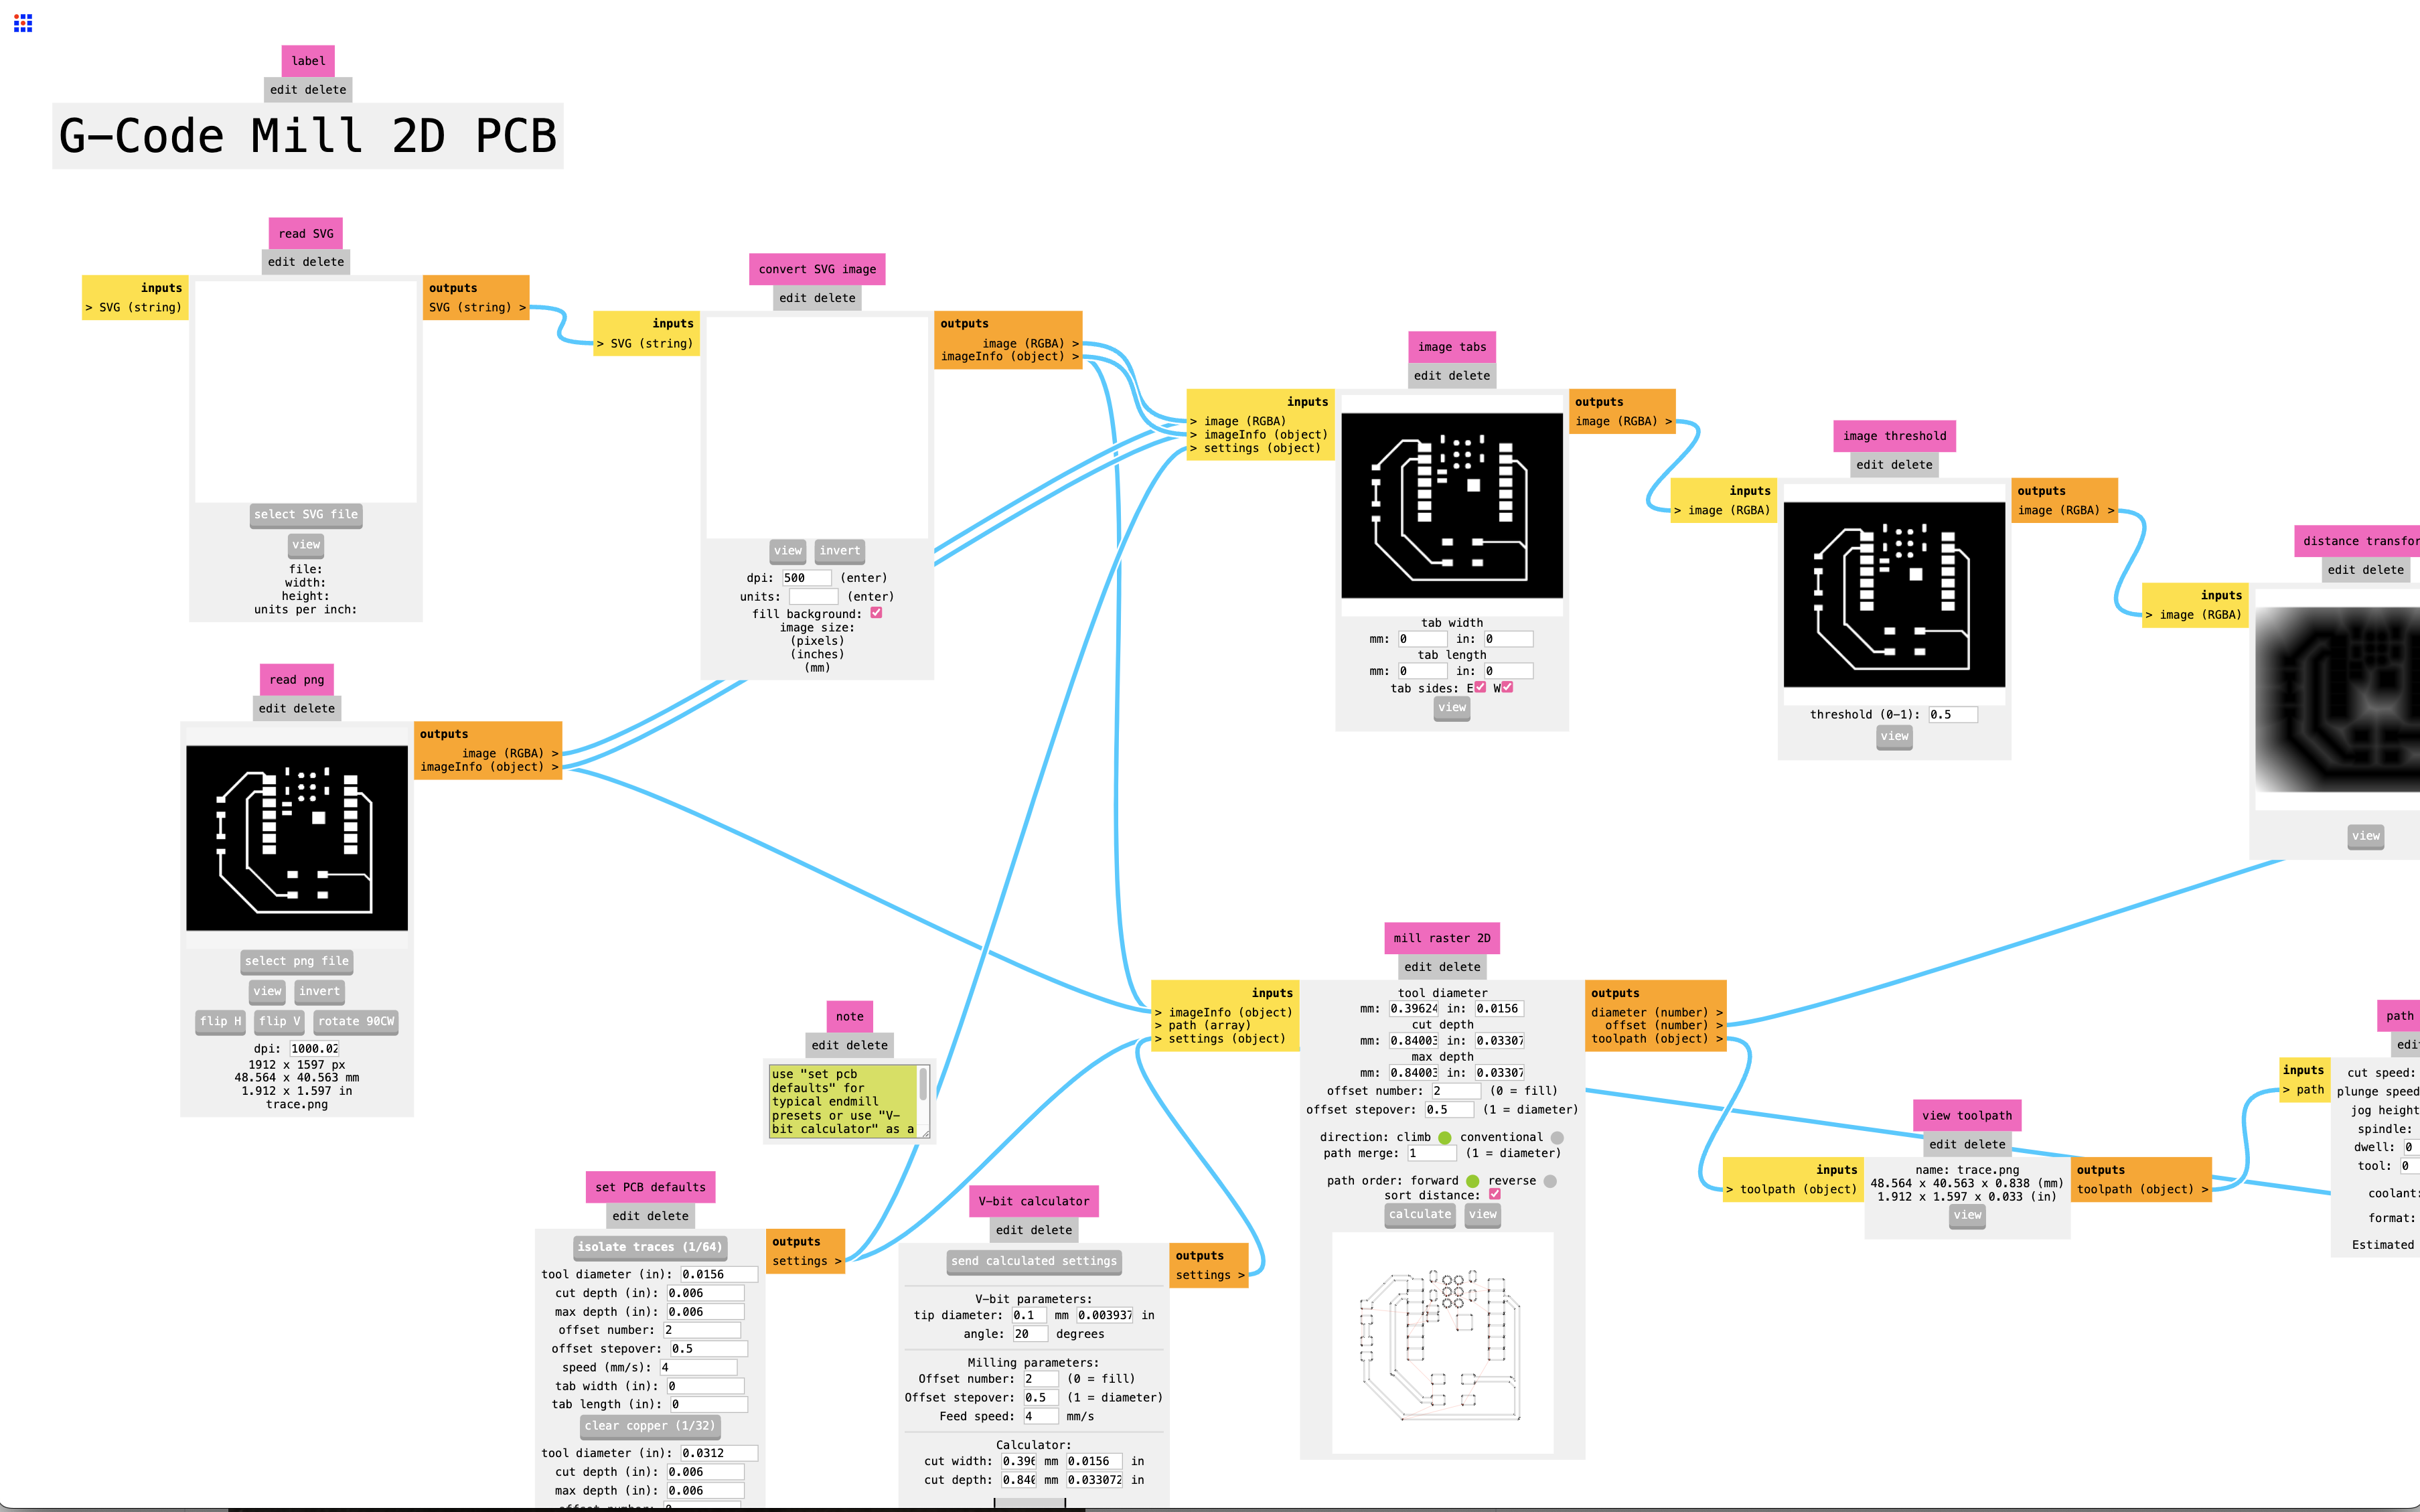 label
edit delete
G-Code Mill 2D PCB
read SVG
edit delete
inputs
> SVG (string)
outputs
SVG (string) >
select SVG file
view
file:
width:
height:
units per inch:
convert SVG image
edit delete
inputs
> SVG (string)
outputs
image (RGBA) >
imageInfo (object) >
view invert
dpi: 500 (enter)
units: (enter)
fill background:
image size:
(pixels)
(inches)
(mm)
image tabs
edit delete
inputs
> image (RGBA)
> imageInfo (object)
> settings (object)
outputs
image (RGBA) >
tab width
mm: 0 in: 0
tab length
mm: 0 in: 0
tab sides: E W
view
image threshold
edit delete
inputs
> image (RGBA)
outputs
image (RGBA) >
threshold (0-1): 0.5
view
distance transfor
edit delete
inputs
> image (RGBA)
view
read png
edit delete
outputs
image (RGBA) >
imageInfo (object) >
select png file
view invert
flip H flip V rotate 90CW
dpi: 1000.02
1912 x 1597 px
48.564 x 40.563 mm
1.912 x 1.597 in
trace.png
note
edit delete
use "set pcb
defaults" for
typical endmill
presets or use "V-
bit calculator" as a
set PCB defaults
edit delete
outputs
settings >
isolate traces (1/64)
tool diameter (in): 0.0156
cut depth (in): 0.006
max depth (in): 0.006
offset number: 2
offset stepover: 0.5
speed (mm/s): 4
tab width (in): 0
tab length (in): 0
clear copper (1/32)
tool diameter (in): 0.0312
cut depth (in): 0.006
max depth (in): 0.006
V-bit calculator
edit delete
outputs
settings >
send calculated settings
V-bit parameters:
tip diameter: 0.1 mm 0.003937 in
angle: 20 degrees
Milling parameters:
Offset number: 2 (0 = fill)
Offset stepover: 0.5 (1 = diameter)
Feed speed: 4 mm/s
Calculator:
cut width: 0.396 mm 0.0156 in
cut depth: 0.840 mm 0.033072 in
mill raster 2D
edit delete
inputs
> imageInfo (object)
> path (array)
> settings (object)
outputs
diameter (number) >
offset (number) >
toolpath (object) >
tool diameter
mm: 0.39624 in: 0.0156
cut depth
mm: 0.84003 in: 0.03307
max depth
mm: 0.84003 in: 0.03307
offset number: 2 (0 = fill)
offset stepover: 0.5 (1 = diameter)
direction: climb conventional
path merge: 1 (1 = diameter)
path order: forward reverse
sort distance:
calculate view
view toolpath
edit delete
inputs
> toolpath (object)
name: trace.png
48.564 x 40.563 x 0.838 (mm)
1.912 x 1.597 x 0.033 (in)
view
outputs
toolpath (object) >
path
inputs
> path
cut speed:
plunge speed
jog height
spindle:
dwell: 0
tool: 0
coolant:
format:
Estimated